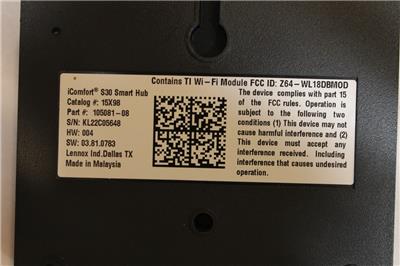 Contains TI Wi-Fi Module FCC ID: Z64-WL18DBMOD
iComfort® S30 Smart Hub
Catalog #: 15X98
Part #: 105081-08
S/N: KL22C05648
HW: 004
SW: 03.81.0783
Lennox Ind.Dallas TX
Made in Malaysia
The device complies with part 15
of the FCC rules. Operation is
subject to the following two
conditions (1) This device may not
cause harmful interference and (2)
This device must accept any
interference received. Including
interference that causes undesired
operation.